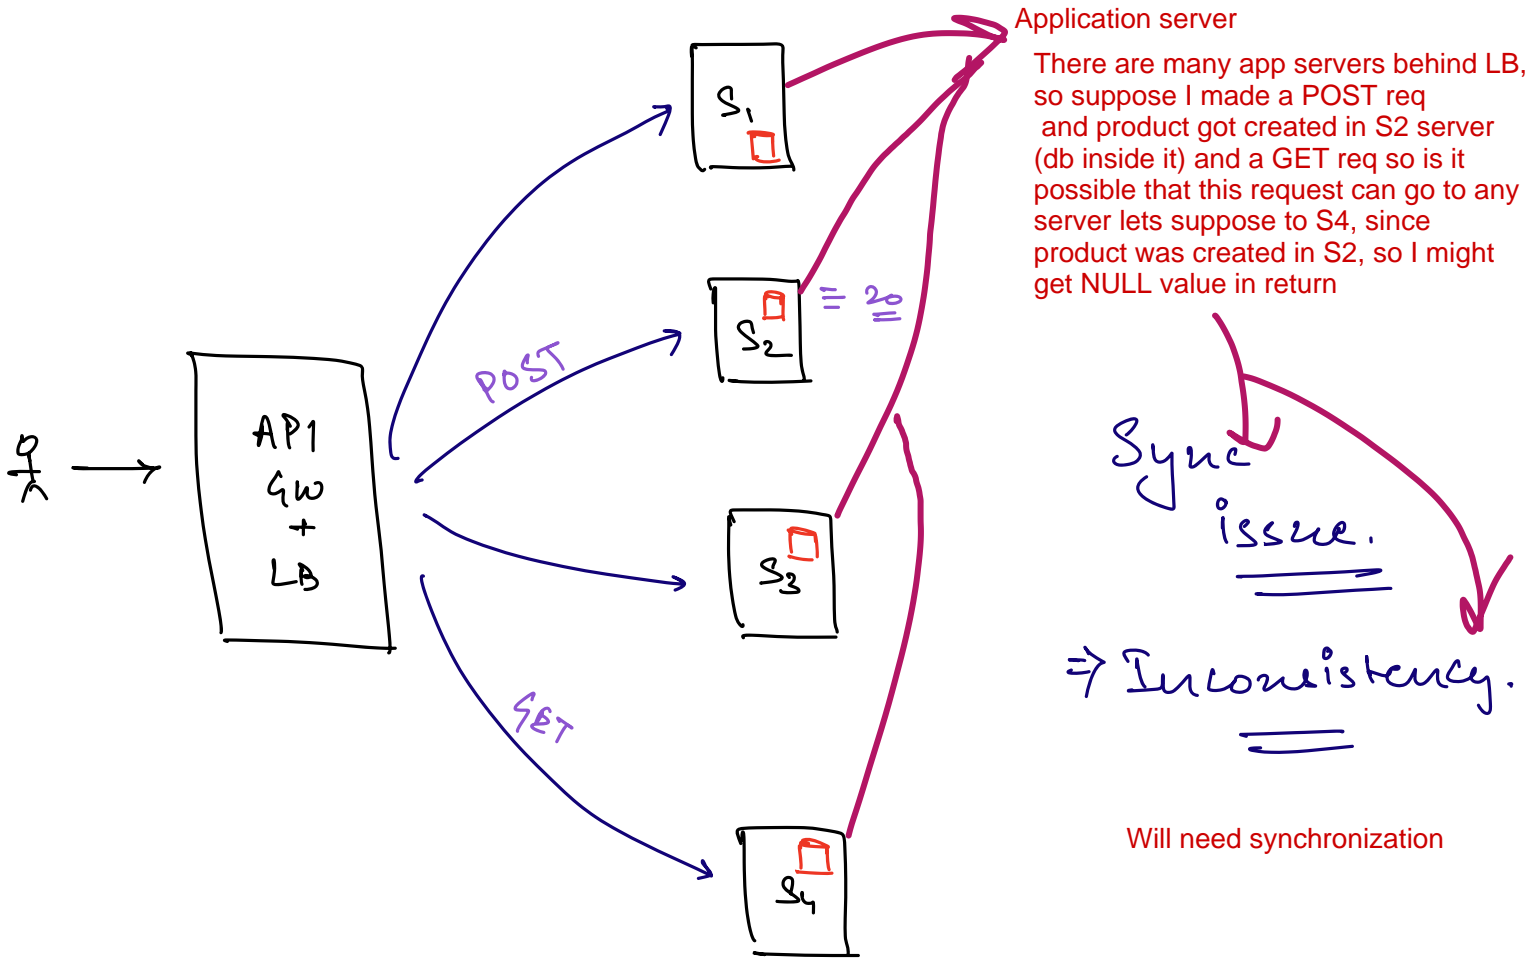 Application server
There are many app servers behind LB,
so suppose I made a POST req
and product got created in S2 server
(db inside it) and a GET req so is it
possible that this request can go to any
server lets suppose to S4, since
product was created in S2, so I might
get NULL value in return
S1
S2
= 20
POST
API
GW
+
LB
S3
GET
S4
Sync
issue.
⇒ Inconsistency.
Will need synchronization